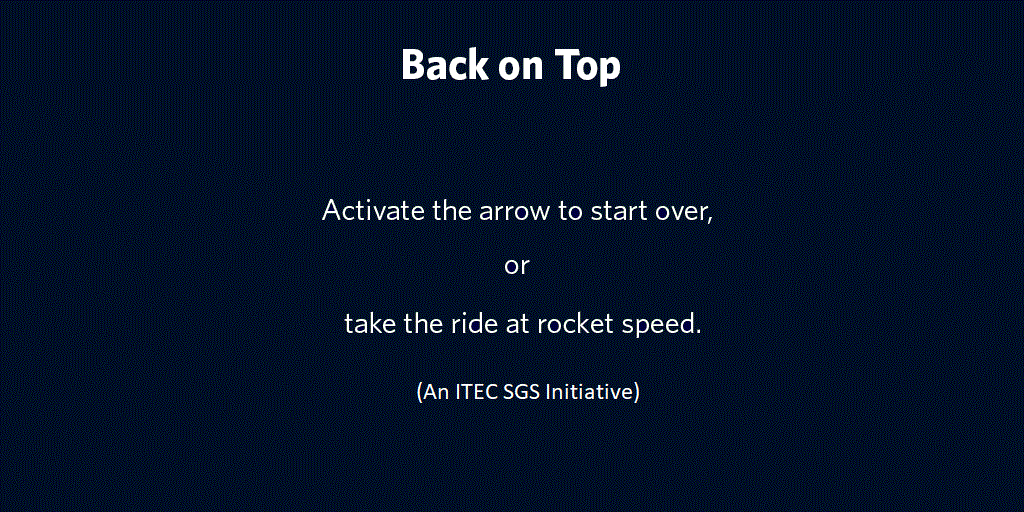 Back on Top
Activate the arrow to start over,
or
take the ride at rocket speed.
(An ITEC SGS Initiative)